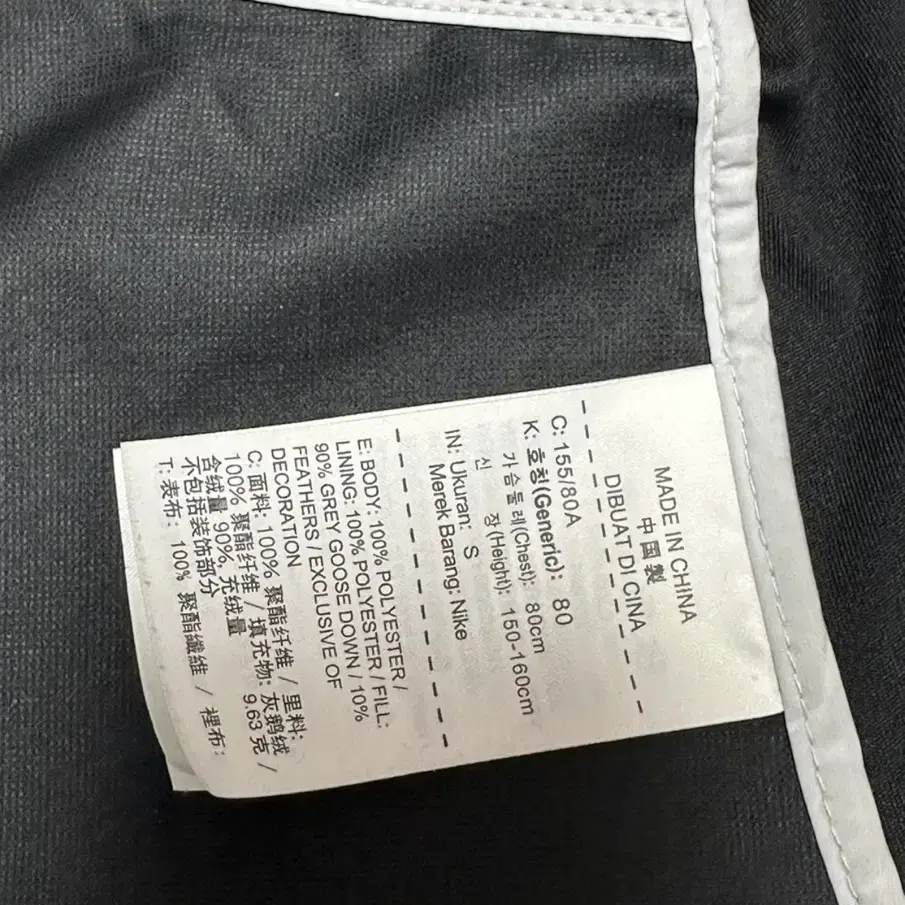 MADE IN CHINA
中国製
DIBUAT DI CINA
C: 155/80A
K: 호칭(Generic): 80
가슴둘레(Chest): 80cm
신 장(Height): 150-160cm
IN: Ukuran: S
Merek Barang: Nike
E: BODY: 100% POLYESTER /
LINING: 100% POLYESTER / FILL:
90% GREY GOOSE DOWN / 10%
FEATHERS / EXCLUSIVE OF
DECORATION
C: 面料: 100% 聚酯纤维 / 里料:
100% 聚酯纤维 / 填充物: 灰鹅绒 /
含绒量 90%, 充绒量 9.63 克 /
不包括装饰部分
T: 表布: 100% 聚酯纖維 / 裡布: